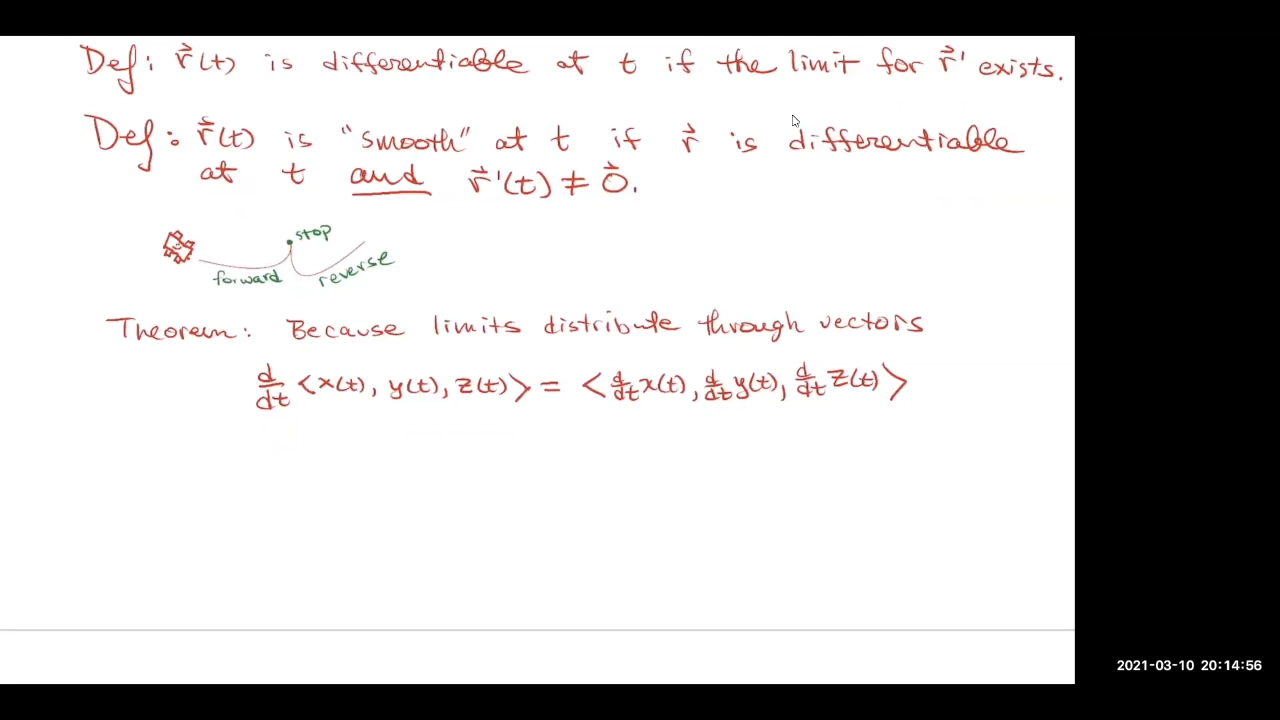 Def: r⃗(t) is differentiable at t if the limit for r⃗' exists.
Def: r⃗(t) is "smooth" at t if r⃗ is differentiable
at t and r⃗'(t) ≠ 0⃗.
stop
forward
reverse
Theorem: Because limits distribute through vectors
d/dt <x(t), y(t), z(t)> = <d/dt x(t), d/dt y(t), d/dt z(t)>
2021-03-10 20:14:56